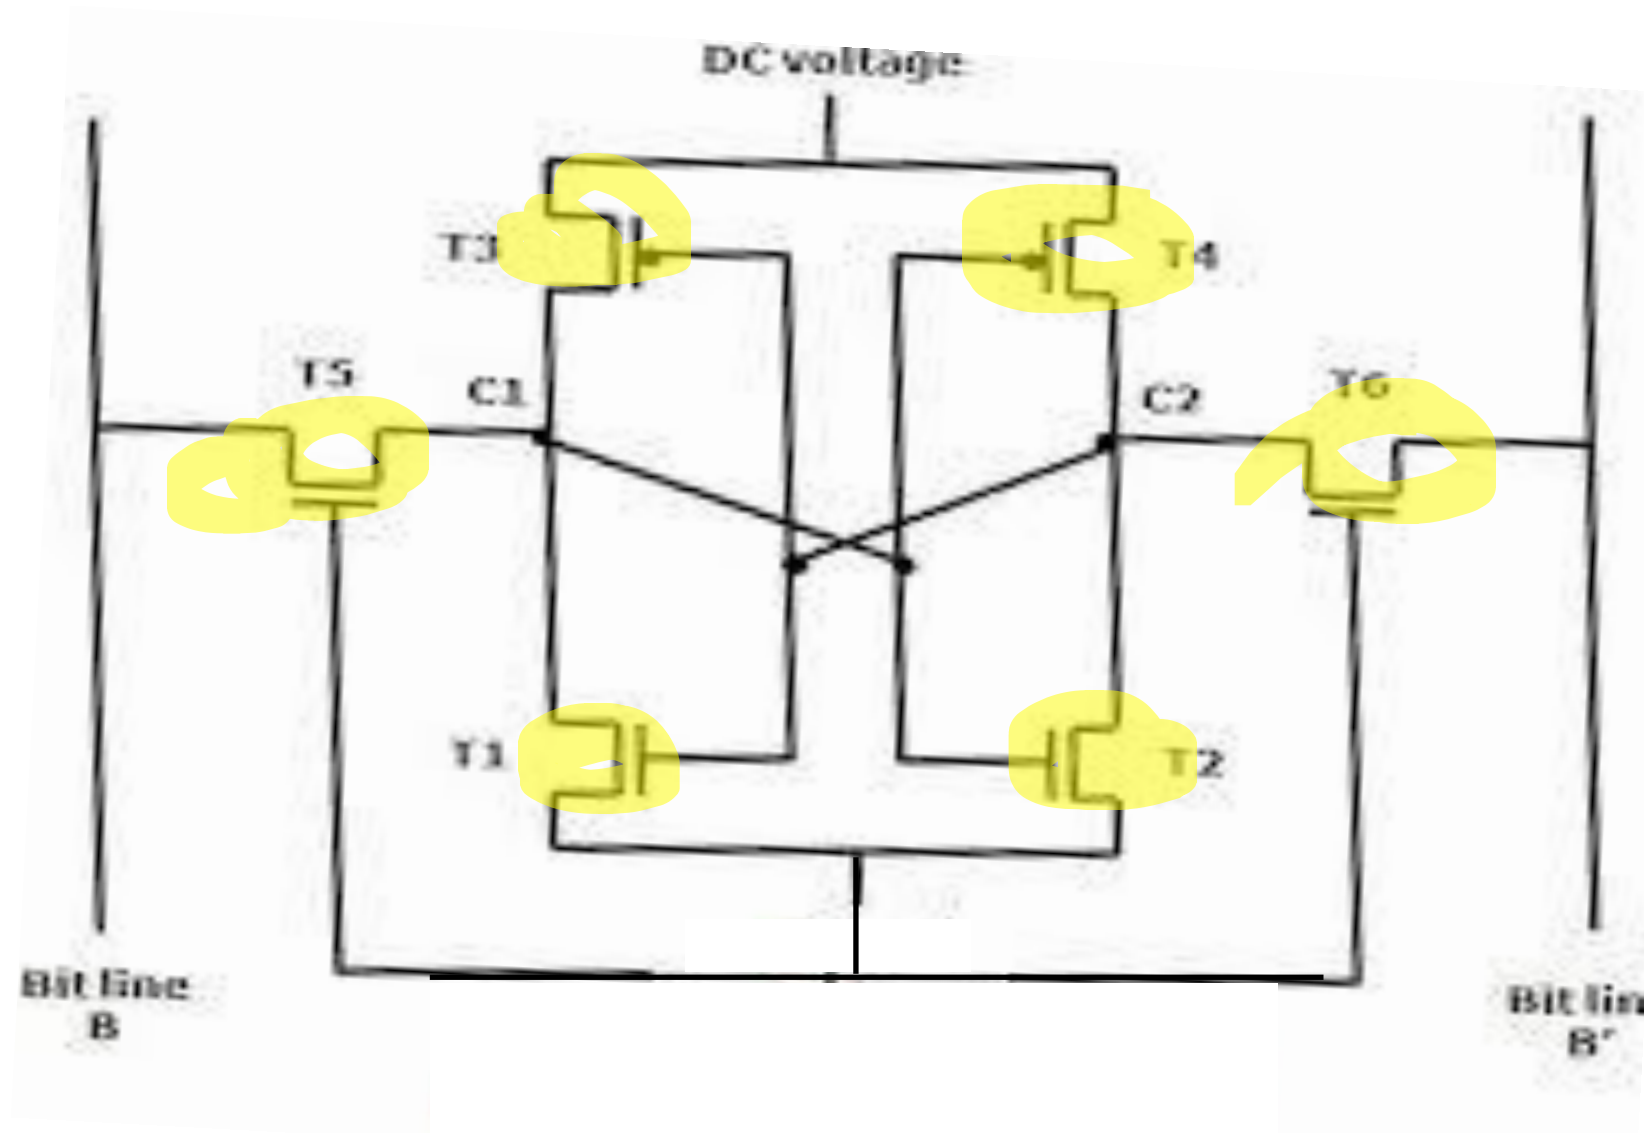 DC voltage
T3
T4
T5
C1
C2
T6
T1
T2
Bit line
B
Bit lin
B'